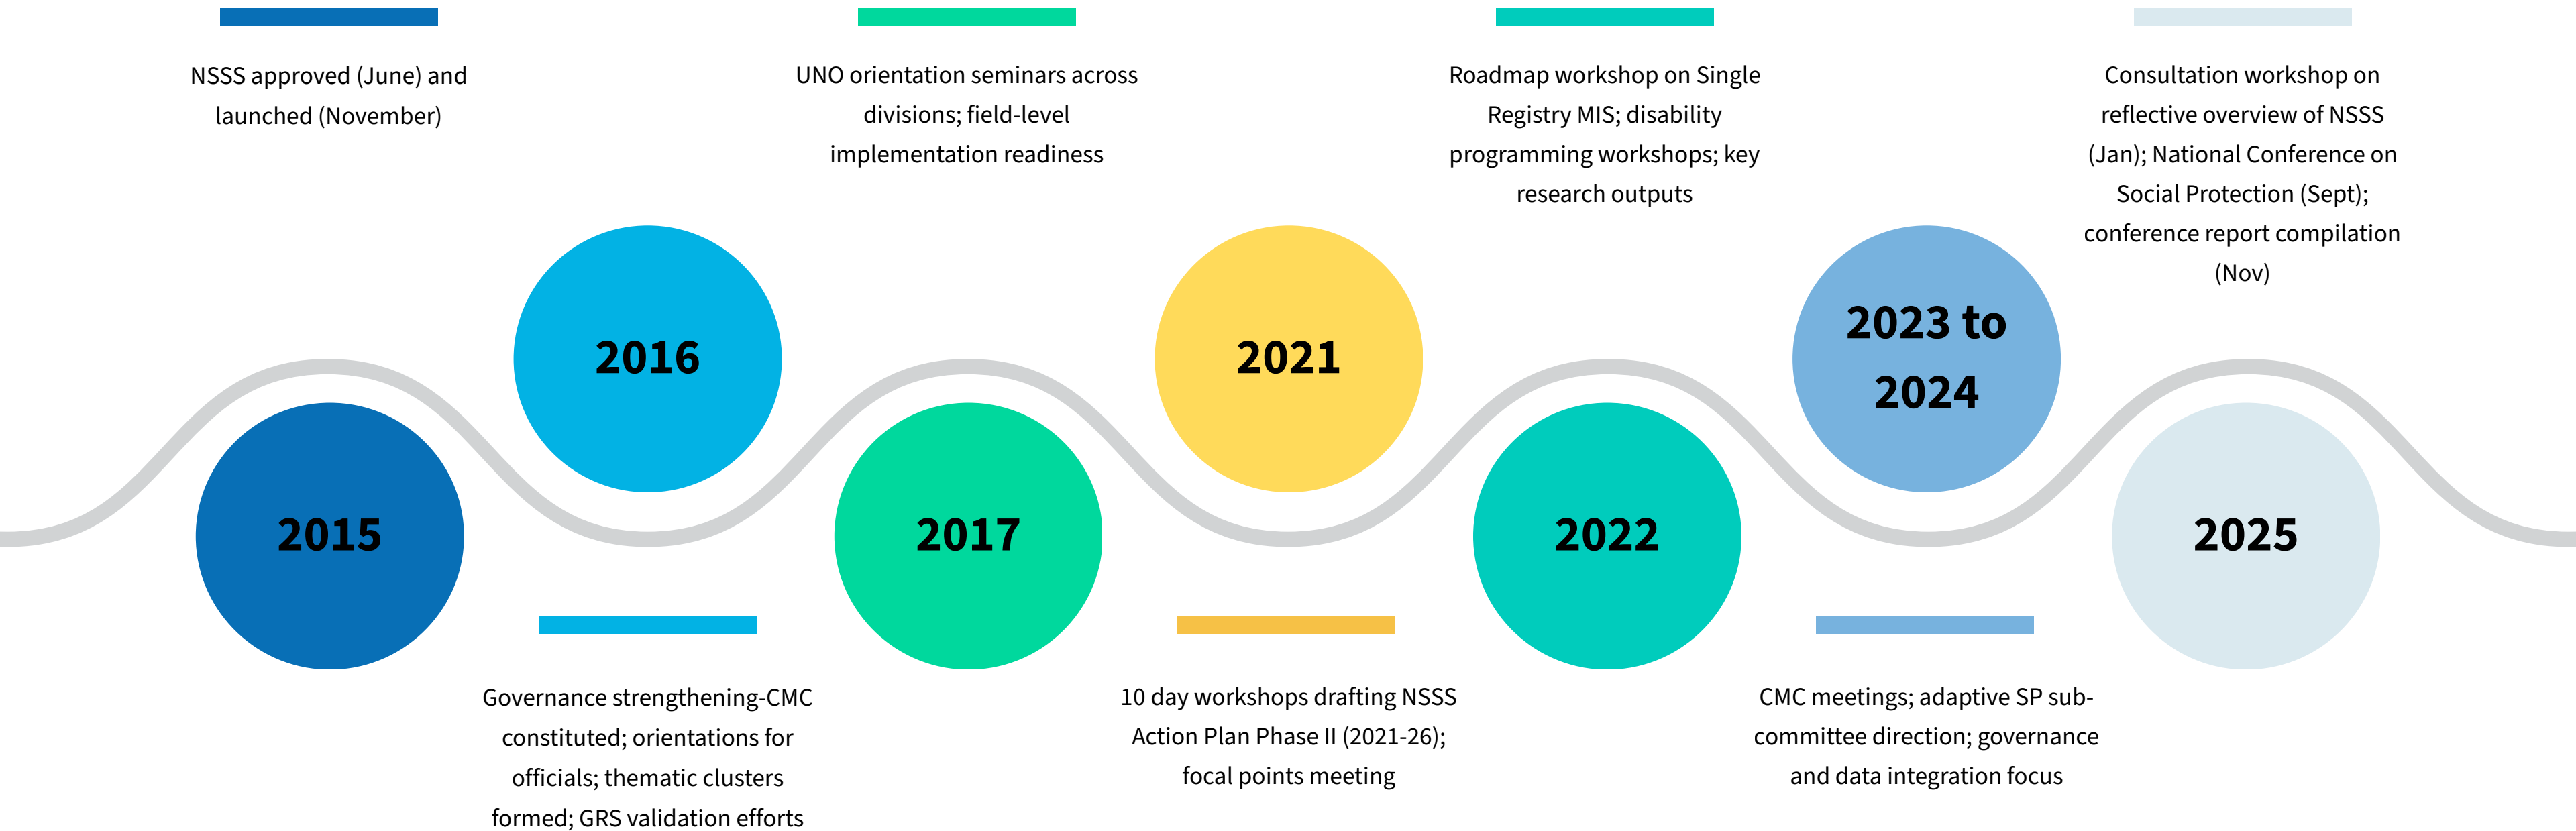 2015
NSSS approved (June) and
launched (November)
2016
Governance strengthening-CMC
constituted; orientations for
officials; thematic clusters
formed; GRS validation efforts
2017
UNO orientation seminars across
divisions; field-level
implementation readiness
2021
10 day workshops drafting NSSS
Action Plan Phase II (2021-26);
focal points meeting
2022
Roadmap workshop on Single
Registry MIS; disability
programming workshops; key
research outputs
2023 to
2024
CMC meetings; adaptive SP sub-
committee direction; governance
and data integration focus
2025
Consultation workshop on
reflective overview of NSSS
(Jan); National Conference on
Social Protection (Sept);
conference report compilation
(Nov)